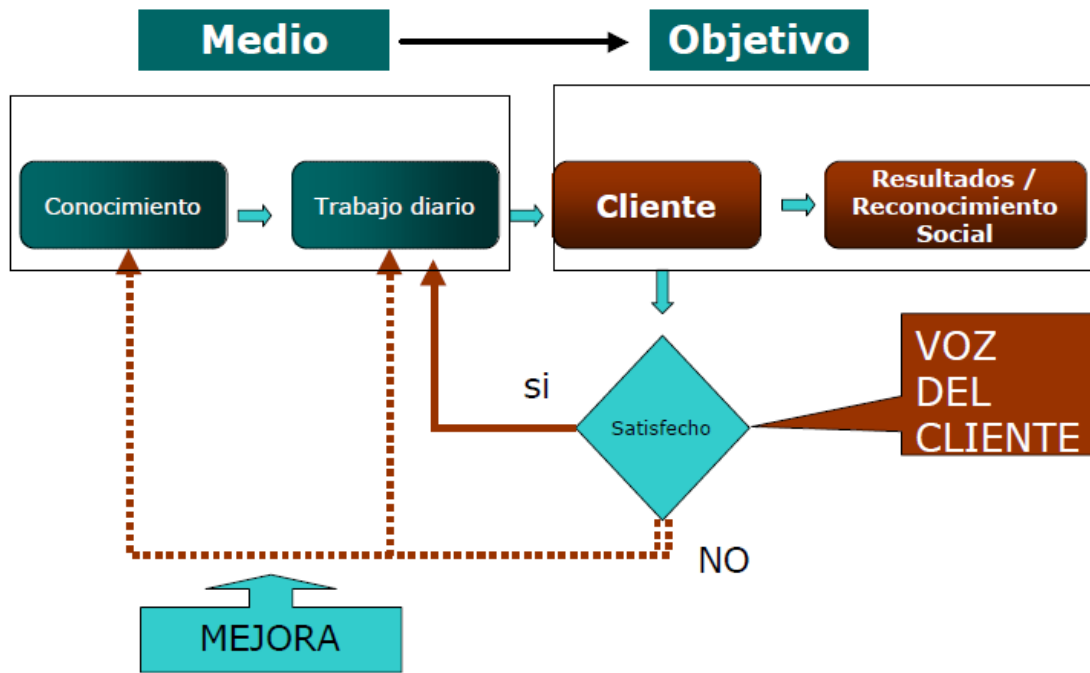 Medio
Objetivo
Conocimiento
Trabajo diario
Cliente
Resultados /
Reconocimiento
Social
si
Satisfecho
VOZ
DEL
CLIENTE
NO
MEJORA